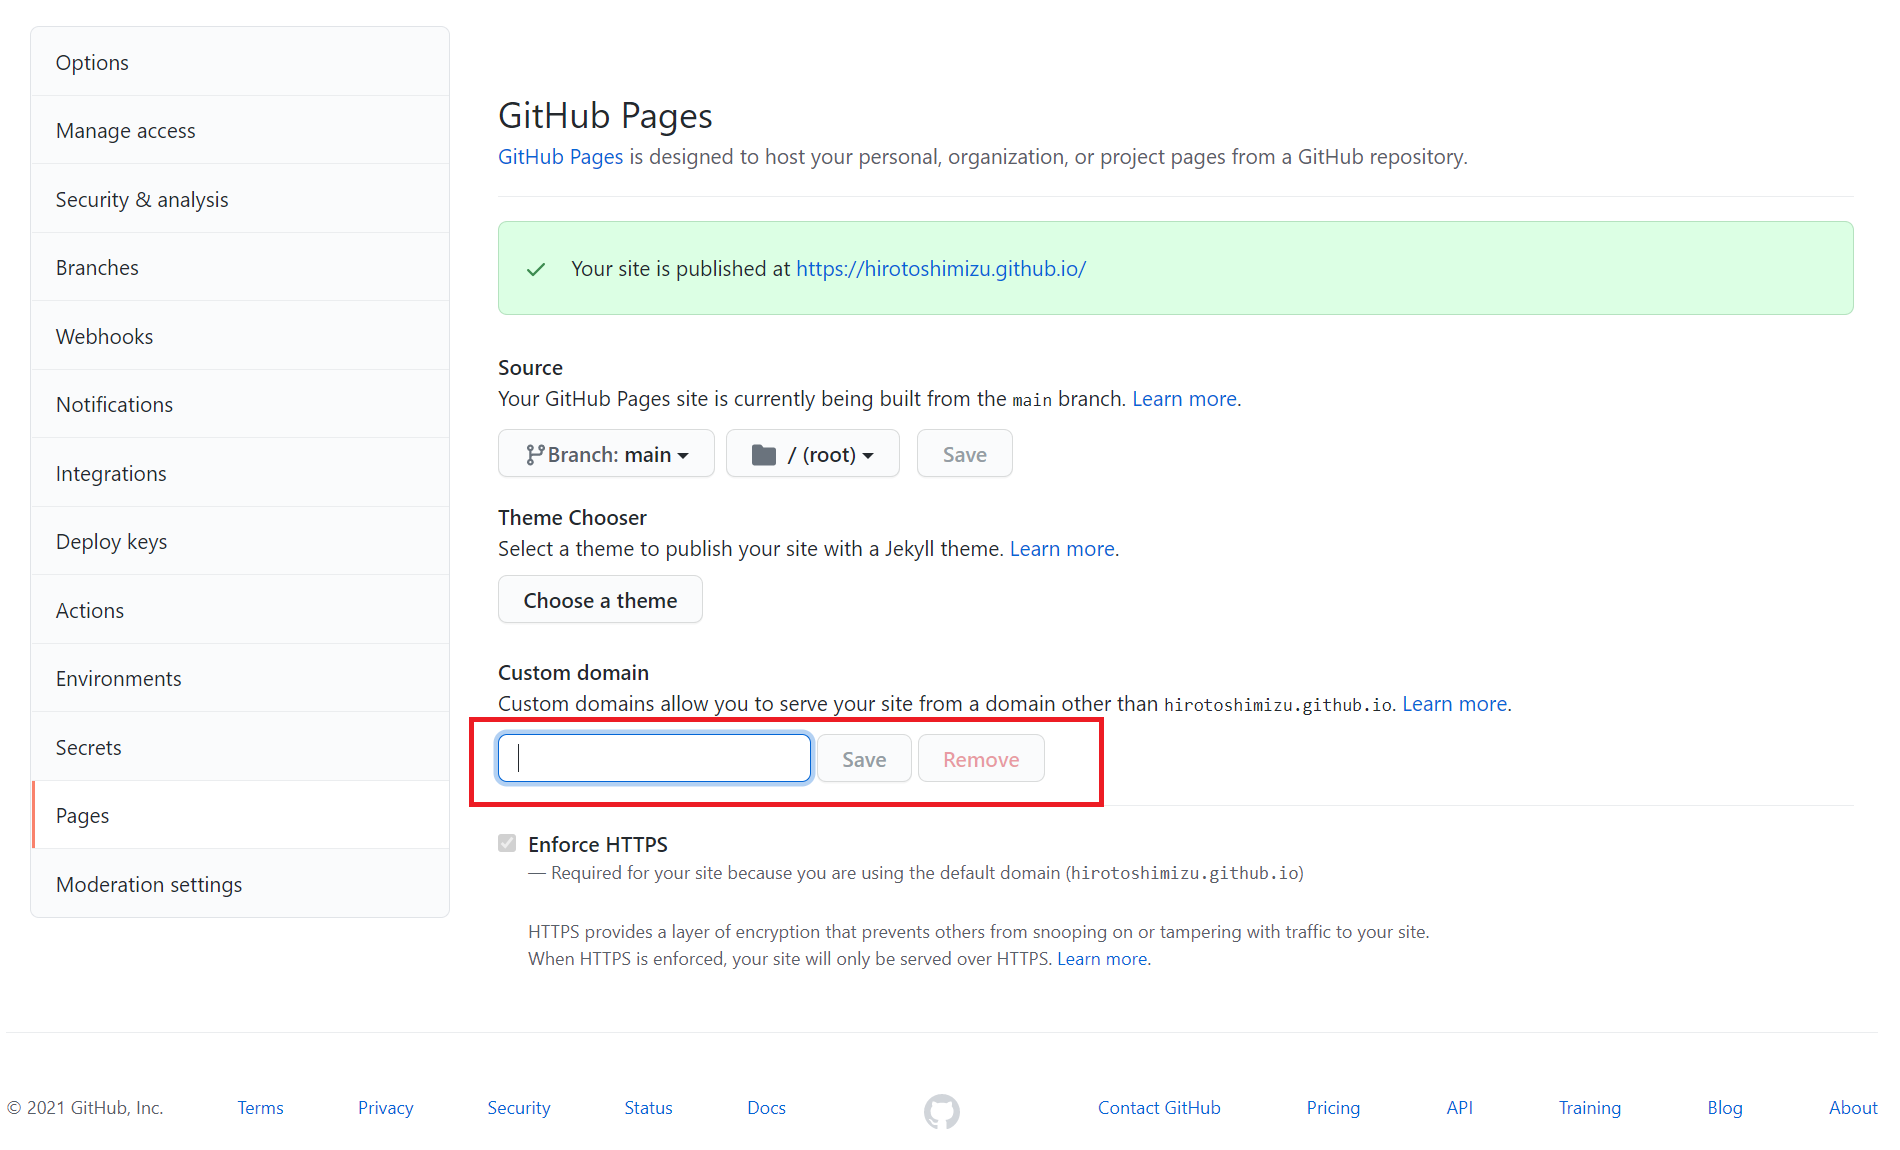 Options
Manage access
Security & analysis
Branches
Webhooks
Notifications
Integrations
Deploy keys
Actions
Environments
Secrets
Pages
Moderation settings
GitHub Pages
GitHub Pages is designed to host your personal, organization, or project pages from a GitHub repository.
Your site is published at https://hirotoshimizu.github.io/
Source
Your GitHub Pages site is currently being built from the main branch. Learn more.
Branch: main / (root) Save
Theme Chooser
Select a theme to publish your site with a Jekyll theme. Learn more.
Choose a theme
Custom domain
Custom domains allow you to serve your site from a domain other than hirotoshimizu.github.io. Learn more.
Save Remove
Enforce HTTPS
— Required for your site because you are using the default domain (hirotoshimizu.github.io)
HTTPS provides a layer of encryption that prevents others from snooping on or tampering with traffic to your site.
When HTTPS is enforced, your site will only be served over HTTPS. Learn more.
© 2021 GitHub, Inc. Terms Privacy Security Status Docs Contact GitHub Pricing API Training Blog About